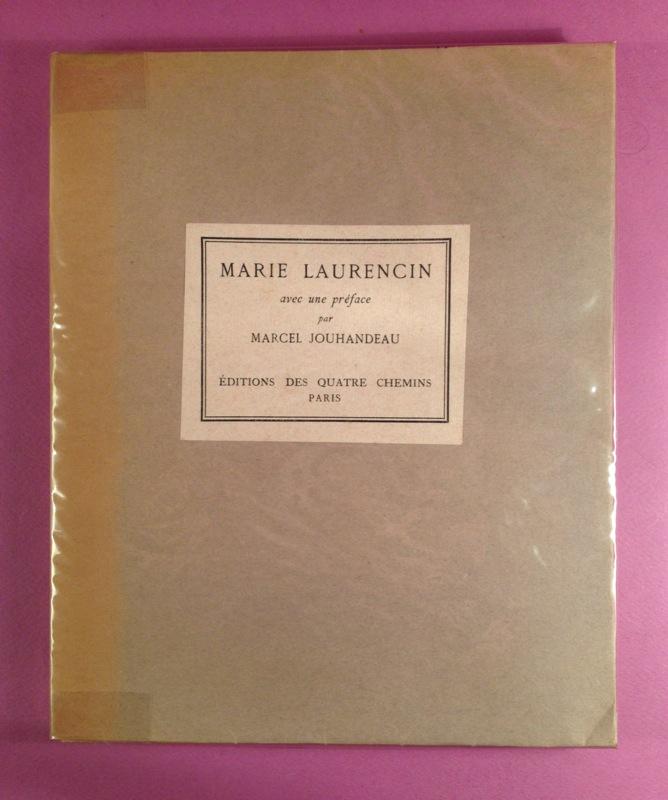 MARIE LAURENCIN
avec une préface
par
MARCEL JOUHANDEAU
ÉDITIONS DES QUATRE CHEMINS
PARIS